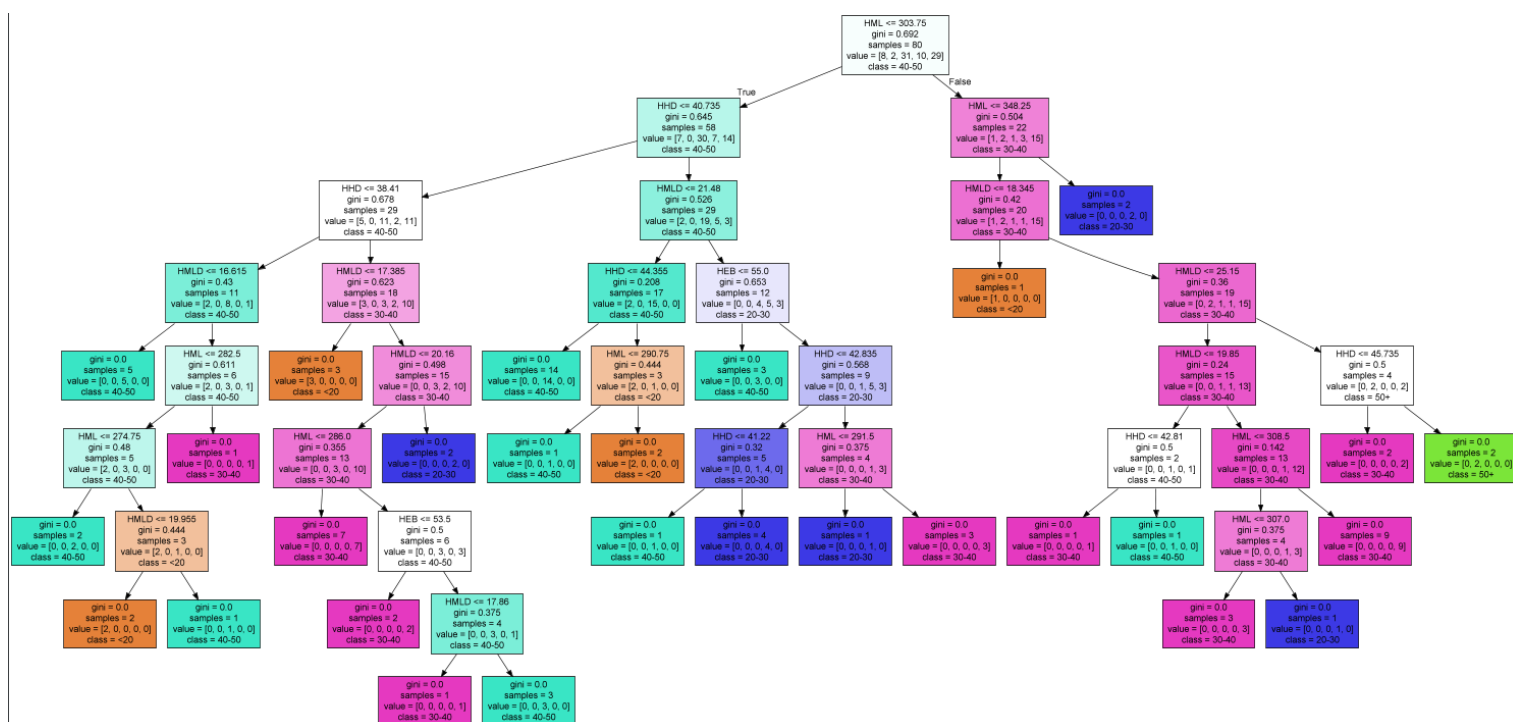 HML <= 303.75
gini = 0.692
samples = 80
value = [8, 2, 31, 10, 29]
class = 40-50
True
False
HHD <= 40.735
gini = 0.645
samples = 58
value = [7, 0, 30, 7, 14]
class = 40-50
HML <= 348.25
gini = 0.504
samples = 22
value = [1, 2, 1, 3, 15]
class = 30-40
HHD <= 38.41
gini = 0.678
samples = 29
value = [5, 0, 11, 2, 11]
class = 40-50
HMLD <= 21.48
gini = 0.526
samples = 29
value = [2, 0, 19, 5, 3]
class = 40-50
HMLD <= 18.345
gini = 0.42
samples = 20
value = [1, 2, 1, 1, 15]
class = 30-40
gini = 0.0
samples = 2
value = [0, 0, 0, 2, 0]
class = 20-30
HMLD <= 16.615
gini = 0.43
samples = 11
value = [2, 0, 8, 0, 1]
class = 40-50
HMLD <= 17.385
gini = 0.623
samples = 18
value = [3, 0, 3, 2, 10]
class = 30-40
HHD <= 44.355
gini = 0.208
samples = 17
value = [2, 0, 15, 0, 0]
class = 40-50
HEB <= 55.0
gini = 0.653
samples = 12
value = [0, 0, 4, 5, 3]
class = 20-30
gini = 0.0
samples = 1
value = [1, 0, 0, 0, 0]
class = <20
HMLD <= 25.15
gini = 0.36
samples = 19
value = [0, 2, 1, 1, 15]
class = 30-40
gini = 0.0
samples = 5
value = [0, 0, 5, 0, 0]
class = 40-50
HML <= 282.5
gini = 0.611
samples = 6
value = [2, 0, 3, 0, 1]
class = 40-50
gini = 0.0
samples = 3
value = [3, 0, 0, 0, 0]
class = <20
HMLD <= 20.16
gini = 0.498
samples = 15
value = [0, 0, 3, 2, 10]
class = 30-40
gini = 0.0
samples = 14
value = [0, 0, 14, 0, 0]
class = 40-50
HML <= 290.75
gini = 0.444
samples = 3
value = [2, 0, 1, 0, 0]
class = <20
gini = 0.0
samples = 3
value = [0, 0, 3, 0, 0]
class = 40-50
HHD <= 42.835
gini = 0.568
samples = 9
value = [0, 0, 1, 5, 3]
class = 20-30
HMLD <= 19.85
gini = 0.24
samples = 15
value = [0, 0, 1, 1, 13]
class = 30-40
HHD <= 45.735
gini = 0.5
samples = 4
value = [0, 2, 0, 0, 2]
class = 50+
HML <= 274.75
gini = 0.48
samples = 5
value = [2, 0, 3, 0, 0]
class = 40-50
gini = 0.0
samples = 1
value = [0, 0, 0, 0, 1]
class = 30-40
HML <= 286.0
gini = 0.355
samples = 13
value = [0, 0, 3, 0, 10]
class = 30-40
gini = 0.0
samples = 2
value = [0, 0, 0, 2, 0]
class = 20-30
gini = 0.0
samples = 1
value = [0, 0, 1, 0, 0]
class = 40-50
gini = 0.0
samples = 2
value = [2, 0, 0, 0, 0]
class = <20
HHD <= 41.22
gini = 0.32
samples = 5
value = [0, 0, 1, 4, 0]
class = 20-30
HML <= 291.5
gini = 0.375
samples = 4
value = [0, 0, 0, 1, 3]
class = 30-40
HHD <= 42.81
gini = 0.5
samples = 2
value = [0, 0, 1, 0, 1]
class = 40-50
HML <= 308.5
gini = 0.142
samples = 13
value = [0, 0, 0, 1, 12]
class = 30-40
gini = 0.0
samples = 2
value = [0, 0, 0, 0, 2]
class = 30-40
gini = 0.0
samples = 2
value = [0, 2, 0, 0, 0]
class = 50+
gini = 0.0
samples = 2
value = [0, 0, 2, 0, 0]
class = 40-50
HMLD <= 19.955
gini = 0.444
samples = 3
value = [2, 0, 1, 0, 0]
class = <20
gini = 0.0
samples = 7
value = [0, 0, 0, 0, 7]
class = 30-40
HEB <= 53.5
gini = 0.5
samples = 6
value = [0, 0, 3, 0, 3]
class = 40-50
gini = 0.0
samples = 1
value = [0, 0, 1, 0, 0]
class = 40-50
gini = 0.0
samples = 4
value = [0, 0, 0, 4, 0]
class = 20-30
gini = 0.0
samples = 1
value = [0, 0, 0, 1, 0]
class = 20-30
gini = 0.0
samples = 3
value = [0, 0, 0, 0, 3]
class = 30-40
gini = 0.0
samples = 1
value = [0, 0, 0, 0, 1]
class = 30-40
gini = 0.0
samples = 1
value = [0, 0, 1, 0, 0]
class = 40-50
HML <= 307.0
gini = 0.375
samples = 4
value = [0, 0, 0, 1, 3]
class = 30-40
gini = 0.0
samples = 9
value = [0, 0, 0, 0, 9]
class = 30-40
gini = 0.0
samples = 2
value = [2, 0, 0, 0, 0]
class = <20
gini = 0.0
samples = 1
value = [0, 0, 1, 0, 0]
class = 40-50
gini = 0.0
samples = 2
value = [0, 0, 0, 0, 2]
class = 30-40
HMLD <= 17.86
gini = 0.375
samples = 4
value = [0, 0, 3, 0, 1]
class = 40-50
gini = 0.0
samples = 3
value = [0, 0, 0, 0, 3]
class = 30-40
gini = 0.0
samples = 1
value = [0, 0, 0, 1, 0]
class = 20-30
gini = 0.0
samples = 1
value = [0, 0, 0, 0, 1]
class = 30-40
gini = 0.0
samples = 3
value = [0, 0, 3, 0, 0]
class = 40-50